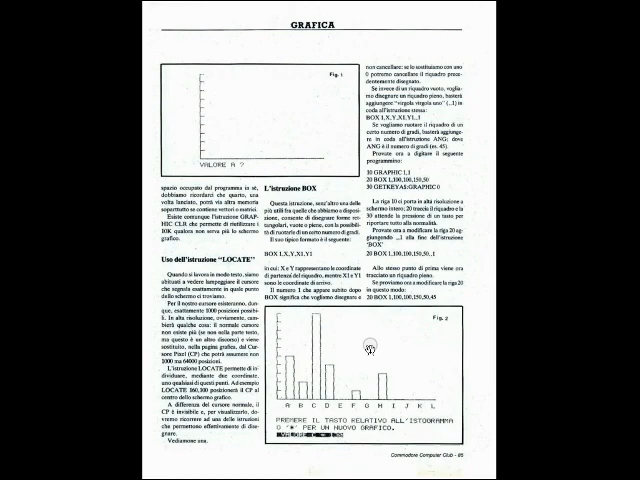 GRAFICA
Fig. 1
VALORE A ?
spazio occupato dal programma in sé,
dobbiamo ricordarci che quarto, una
volta lanciato, potrà via altra memoria
sopratutto se contiene vettori e matrici.
Esiste comunque l'istruzione GRAP-
HIC CLR che permette di riutilizzare i
10K qualora non serva più lo schermo
grafico.
Uso dell'istruzione "LOCATE"
Quando si lavora in modo testo, siamo
abituati a vedere lampeggiare il cursore
che segnala esattamente in quale punto
dello schermo ci troviamo.
Per il nostro cursore esisteranno, dun-
que, esattamente 1000 posizioni possibi-
li. In alta risoluzione, ovviamente, cam-
bierà qualche cosa: il normale cursore
non esiste più (se non nella parte testo,
ma questo è un altro discorso) e viene
sostituito, nella pagina grafica, dal Cur-
sore Pixel (CP) che potrà assumere non
1000 ma 64000 posizioni.
L'istruzione LOCATE permette di in-
dividuare, mediante due coordinate,
uno qualsiasi di questi punti. Ad esempio
LOCATE 160,100 posizionerà il CP al
centro dello schermo grafico.
A differenza del cursore normale, il
CP è invisibile e, per visualizzarlo, do-
vremo ricorrere ad una delle istruzioni
che permettono effettivamente di dise-
gnare.
Vediamone una.
L'istruzione BOX
Questa istruzione, senz'altro una delle
più utili fra quelle che abbiamo a disposi-
zione, consente di disegnare forme ret-
tangolari, vuote o piene, con la possibili-
tà di ruotarle di un certo numero di gradi.
Il suo tipico formato è il seguente:
BOX 1,X,Y,X1,Y1
in cui: X e Y rappresentano le coordinate
di partenza del riquadro, mentre X1 e Y1
sono le coordinate di arrivo.
Il numero 1 che appare subito dopo
BOX significa che vogliamo disegnare e
non cancellare: se lo sostituiamo con uno
0 potremo cancellare il riquadro prece-
dentemente disegnato.
Se invece di un riquadro vuoto, voglia-
mo disegnare un riquadro pieno, basterà
aggiungere "virgola virgola uno" (,,1) in
coda all'istruzione stessa:
BOX 1,X,Y,X1,Y1,,1
Se vogliamo ruotare il riquadro di un
certo numero di gradi, basterà aggiunge-
re in coda all'istruzione ANG; dove
ANG è il numero di gradi (es. 45).
Provate ora a digitare il seguente
programmino:
10 GRAPHIC 1,1
20 BOX 1,100,100,150,50
30 GETKEYA$:GRAPHIC0
La riga 10 ci porta in alta risoluzione a
schermo intero; 20 traccia il riquadro e la
30 attende la pressione di un tasto per
riportare tutto alla normalità.
Provate ora a modificare la riga 20 ag-
giungendo ,,1 alla fine dell'istruzione
'BOX'
20 BOX 1,100,100,150,50,,1
Allo stesso punto di prima viene ora
tracciato un riquadro pieno.
Se proviamo ora a modificare la riga 20
in questo modo:
20 BOX 1,100,100,150,50,45
Fig. 2
A B C D E F G H I J K L
PREMERE IL TASTO RELATIVO ALL'ISTOGRAMMA
O '*' PER UN NUOVO GRAFICO.
Commodore Computer Club - 85